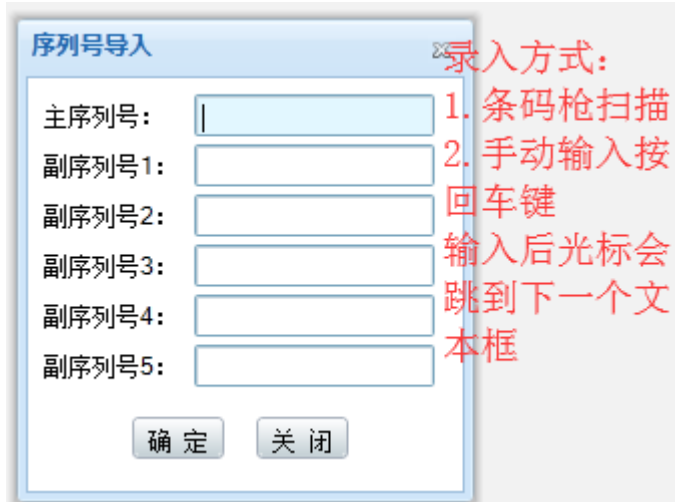 序列号导入
主序列号：
副序列号1：
副序列号2：
副序列号3：
副序列号4：
副序列号5：
确 定
关 闭
录入方式：
1. 条码枪扫描
2. 手动输入按
回车键
输入后光标会
跳到下一个文
本框